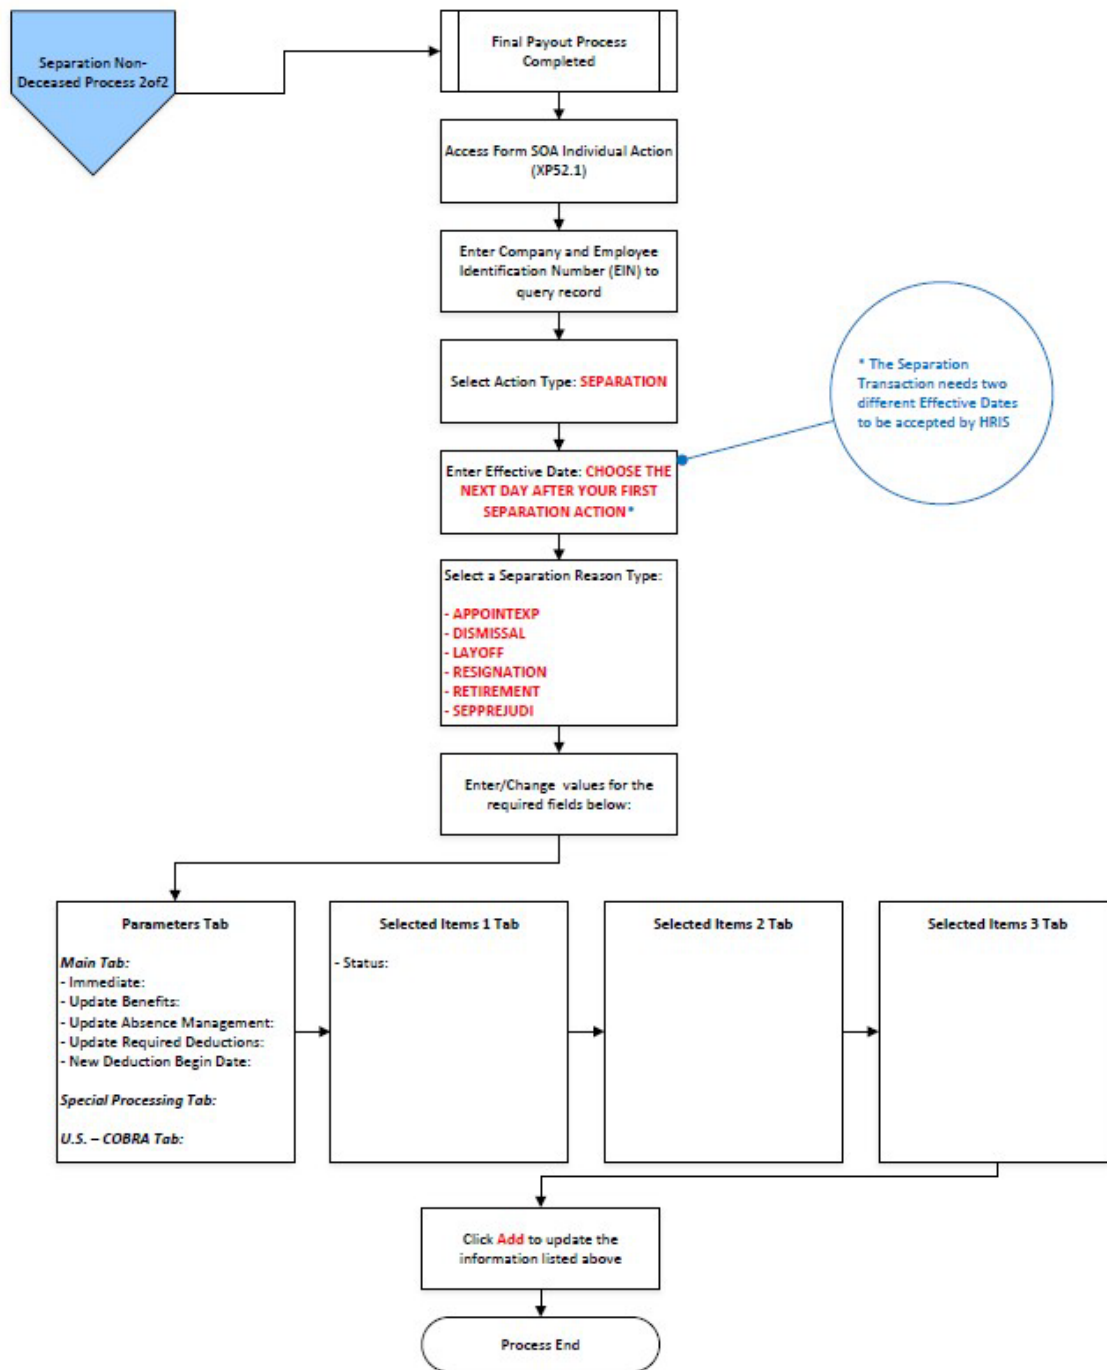 Separation Non-
Deceased Process 2of2
Final Payout Process
Completed
Access Form SOA Individual Action
(XP52.1)
Enter Company and Employee
Identification Number (EIN) to
query record
Select Action Type: SEPARATION
* The Separation
Transaction needs two
different Effective Dates
to be accepted by HRIS
Enter Effective Date: CHOOSE THE
NEXT DAY AFTER YOUR FIRST
SEPARATION ACTION*
Select a Separation Reason Type:
- APPOINTEXP
- DISMISSAL
- LAYOFF
- RESIGNATION
- RETIREMENT
- SEPPREJUDI
Enter/Change values for the
required fields below:
Parameters Tab
Main Tab:
- Immediate:
- Update Benefits:
- Update Absence Management:
- Update Required Deductions:
- New Deduction Begin Date:
Special Processing Tab:
U.S. – COBRA Tab:
Selected Items 1 Tab
- Status:
Selected Items 2 Tab
Selected Items 3 Tab
Click Add to update the
information listed above
Process End